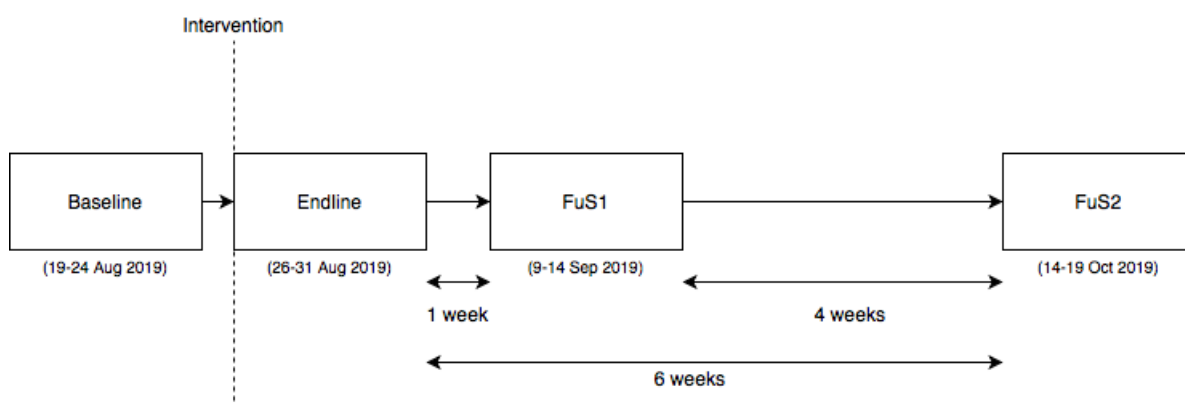 Intervention
Baseline
Endline
FuS1
FuS2
(19-24 Aug 2019)
(26-31 Aug 2019)
(9-14 Sep 2019)
(14-19 Oct 2019)
1 week
4 weeks
6 weeks